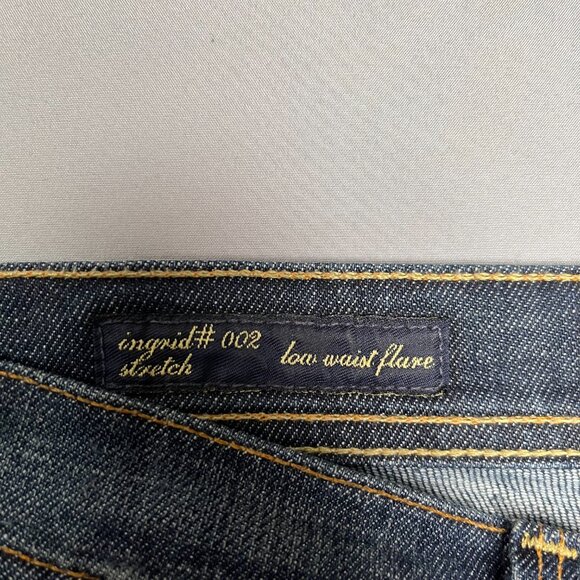 ingrid# 002 low waist flare
stretch